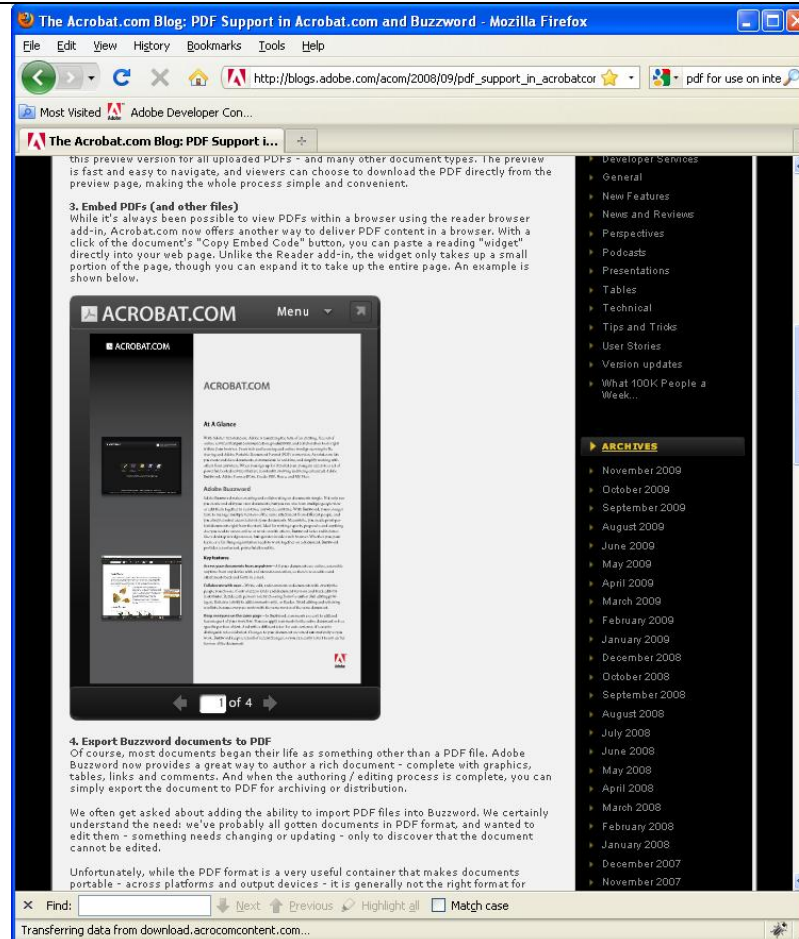 The Acrobat.com Blog: PDF Support in Acrobat.com and Buzzword - Mozilla Firefox
File Edit View History Bookmarks Tools Help
http://blogs.adobe.com/acom/2008/09/pdf_support_in_acrobatcor
pdf for use on inte
Most Visited Adobe Developer Con...
The Acrobat.com Blog: PDF Support i...
this preview version for all uploaded PDFs - and many other document types. The preview
is fast and easy to navigate, and viewers can choose to download the PDF directly from the
preview page, making the whole process simple and convenient.
3. Embed PDFs (and other files)
While it's always been possible to view PDFs within a browser using the reader browser
add-in, Acrobat.com now offers another way to deliver PDF content in a browser. With a
click of the document's "Copy Embed Code" button, you can paste a reading "widget"
directly into your web page. Unlike the Reader add-in, the widget only takes up a small
portion of the page, though you can expand it to take up the entire page. An example is
shown below.
ACROBAT.COM Menu
ACROBAT.COM
ACROBAT.COM
At A Glance
Adobe Buzzword
Key features
1 of 4
4. Export Buzzword documents to PDF
Of course, most documents began their life as something other than a PDF file. Adobe
Buzzword now provides a great way to author a rich document - complete with graphics,
tables, links and comments. And when the authoring / editing process is complete, you can
simply export the document to PDF for archiving or distribution.
We often get asked about adding the ability to import PDF files into Buzzword. We certainly
understand the need: we've probably all gotten documents in PDF format, and wanted to
edit them - something needs changing or updating - only to discover that the document
cannot be edited.
Unfortunately, while the PDF format is a very useful container that makes documents
portable - across platforms and output devices - it is generally not the right format for
Developer Services
General
New Features
News and Reviews
Perspectives
Podcasts
Presentations
Tables
Technical
Tips and Tricks
User Stories
Version updates
What 100K People a
Week...
ARCHIVES
November 2009
October 2009
September 2009
August 2009
June 2009
May 2009
April 2009
March 2009
February 2009
January 2009
December 2008
October 2008
September 2008
August 2008
July 2008
June 2008
May 2008
April 2008
March 2008
February 2008
January 2008
December 2007
November 2007
Find: Next Previous Highlight all Match case
Transferring data from download.acrocomcontent.com...